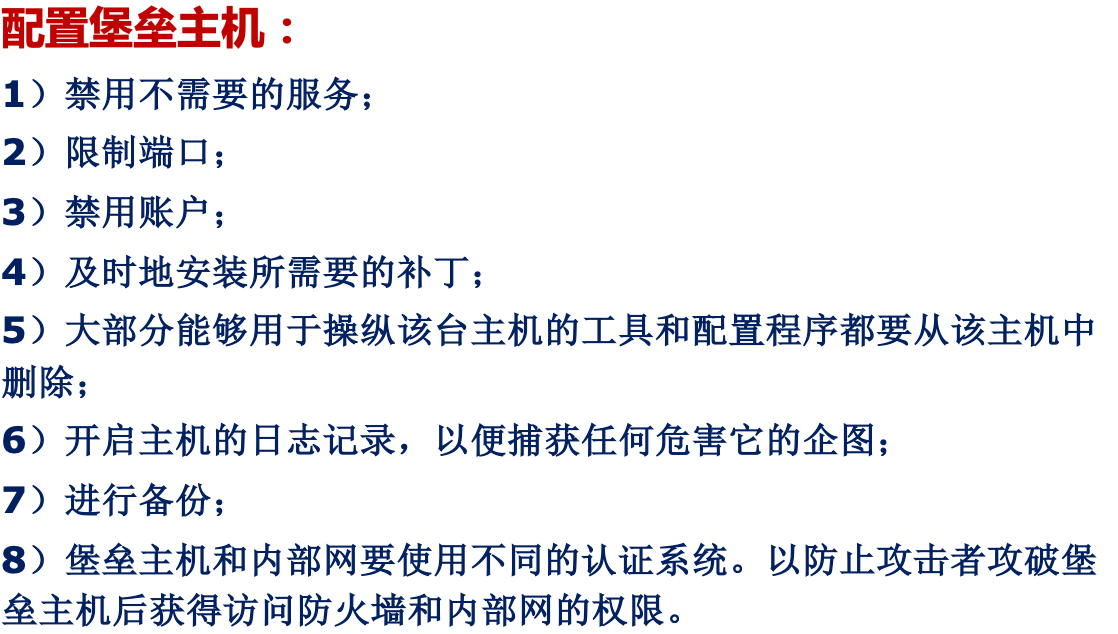 配置堡垒主机：
1）禁用不需要的服务；
2）限制端口；
3）禁用账户；
4）及时地安装所需要的补丁；
5）大部分能够用于操纵该台主机的工具和配置程序都要从该主机中
删除；
6）开启主机的日志记录，以便捕获任何危害它的企图；
7）进行备份；
8）堡垒主机和内部网要使用不同的认证系统。以防止攻击者攻破堡
垒主机后获得访问防火墙和内部网的权限。